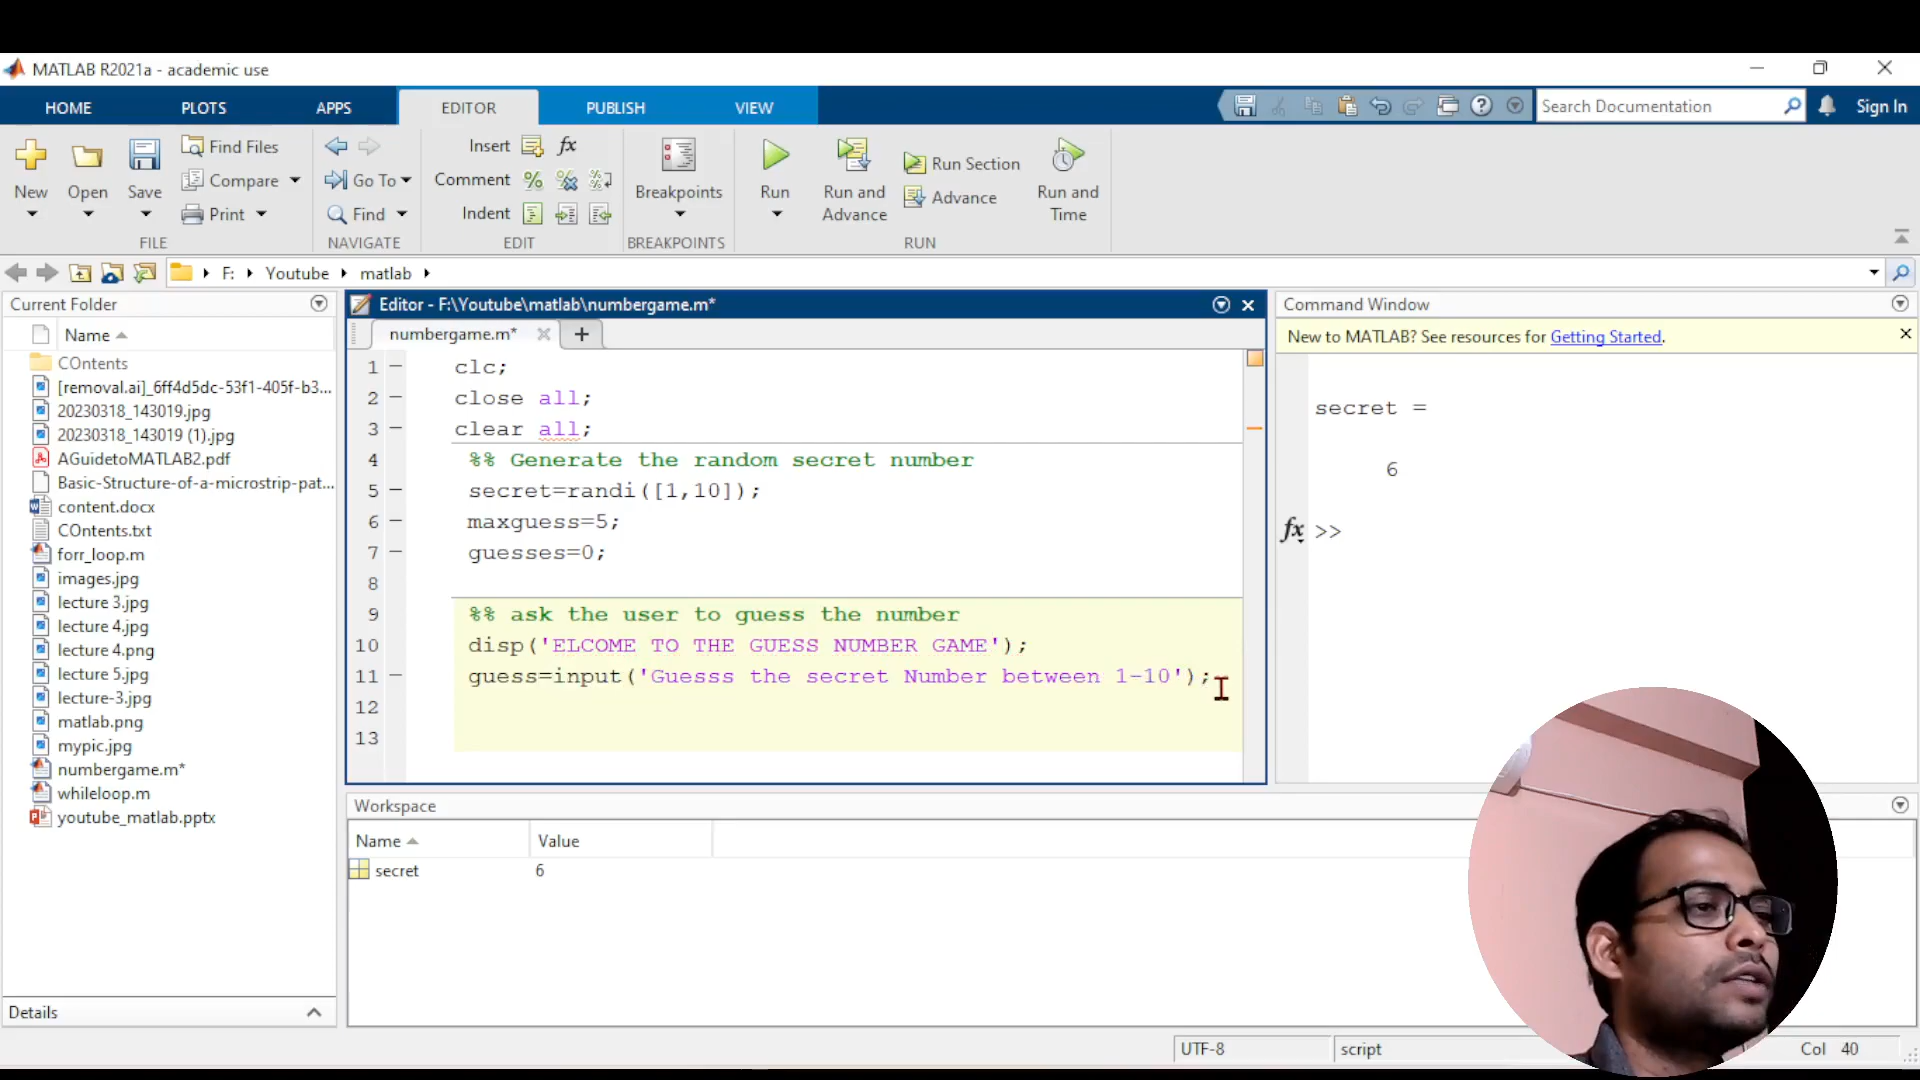 MATLAB R2021a - academic use
HOME PLOTS APPS EDITOR PUBLISH VIEW
Search Documentation
Sign In
New
Open
Save
Find Files
Compare
Print
FILE
Go To
Find
NAVIGATE
Insert fx
Comment
Indent
EDIT
Breakpoints
BREAKPOINTS
Run
Run and Advance
Run Section
Advance
Run and Time
RUN
F: Youtube matlab
Current Folder
Name
COntents
[removal.ai]_6ff4d5dc-53f1-405f-b3...
20230318_143019.jpg
20230318_143019 (1).jpg
AGuidetoMATLAB2.pdf
Basic-Structure-of-a-microstrip-pat...
content.docx
COntents.txt
forr_loop.m
images.jpg
lecture 3.jpg
lecture 4.jpg
lecture 4.png
lecture 5.jpg
lecture-3.jpg
matlab.png
mypic.jpg
numbergame.m*
whileloop.m
youtube_matlab.pptx
Details
Editor - F:\Youtube\matlab\numbergame.m*
numbergame.m*
1 clc;
2 close all;
3 clear all;
4 %% Generate the random secret number
5 secret=randi([1,10]);
6 maxguess=5;
7 guesses=0;
8
9 %% ask the user to guess the number
10 disp('ELCOME TO THE GUESS NUMBER GAME');
11 guess=input('Guesss the secret Number between 1-10');
12
13
Command Window
New to MATLAB? See resources for Getting Started.
secret =
6
fx >>
Workspace
Name Value
secret 6
UTF-8 script Col 40